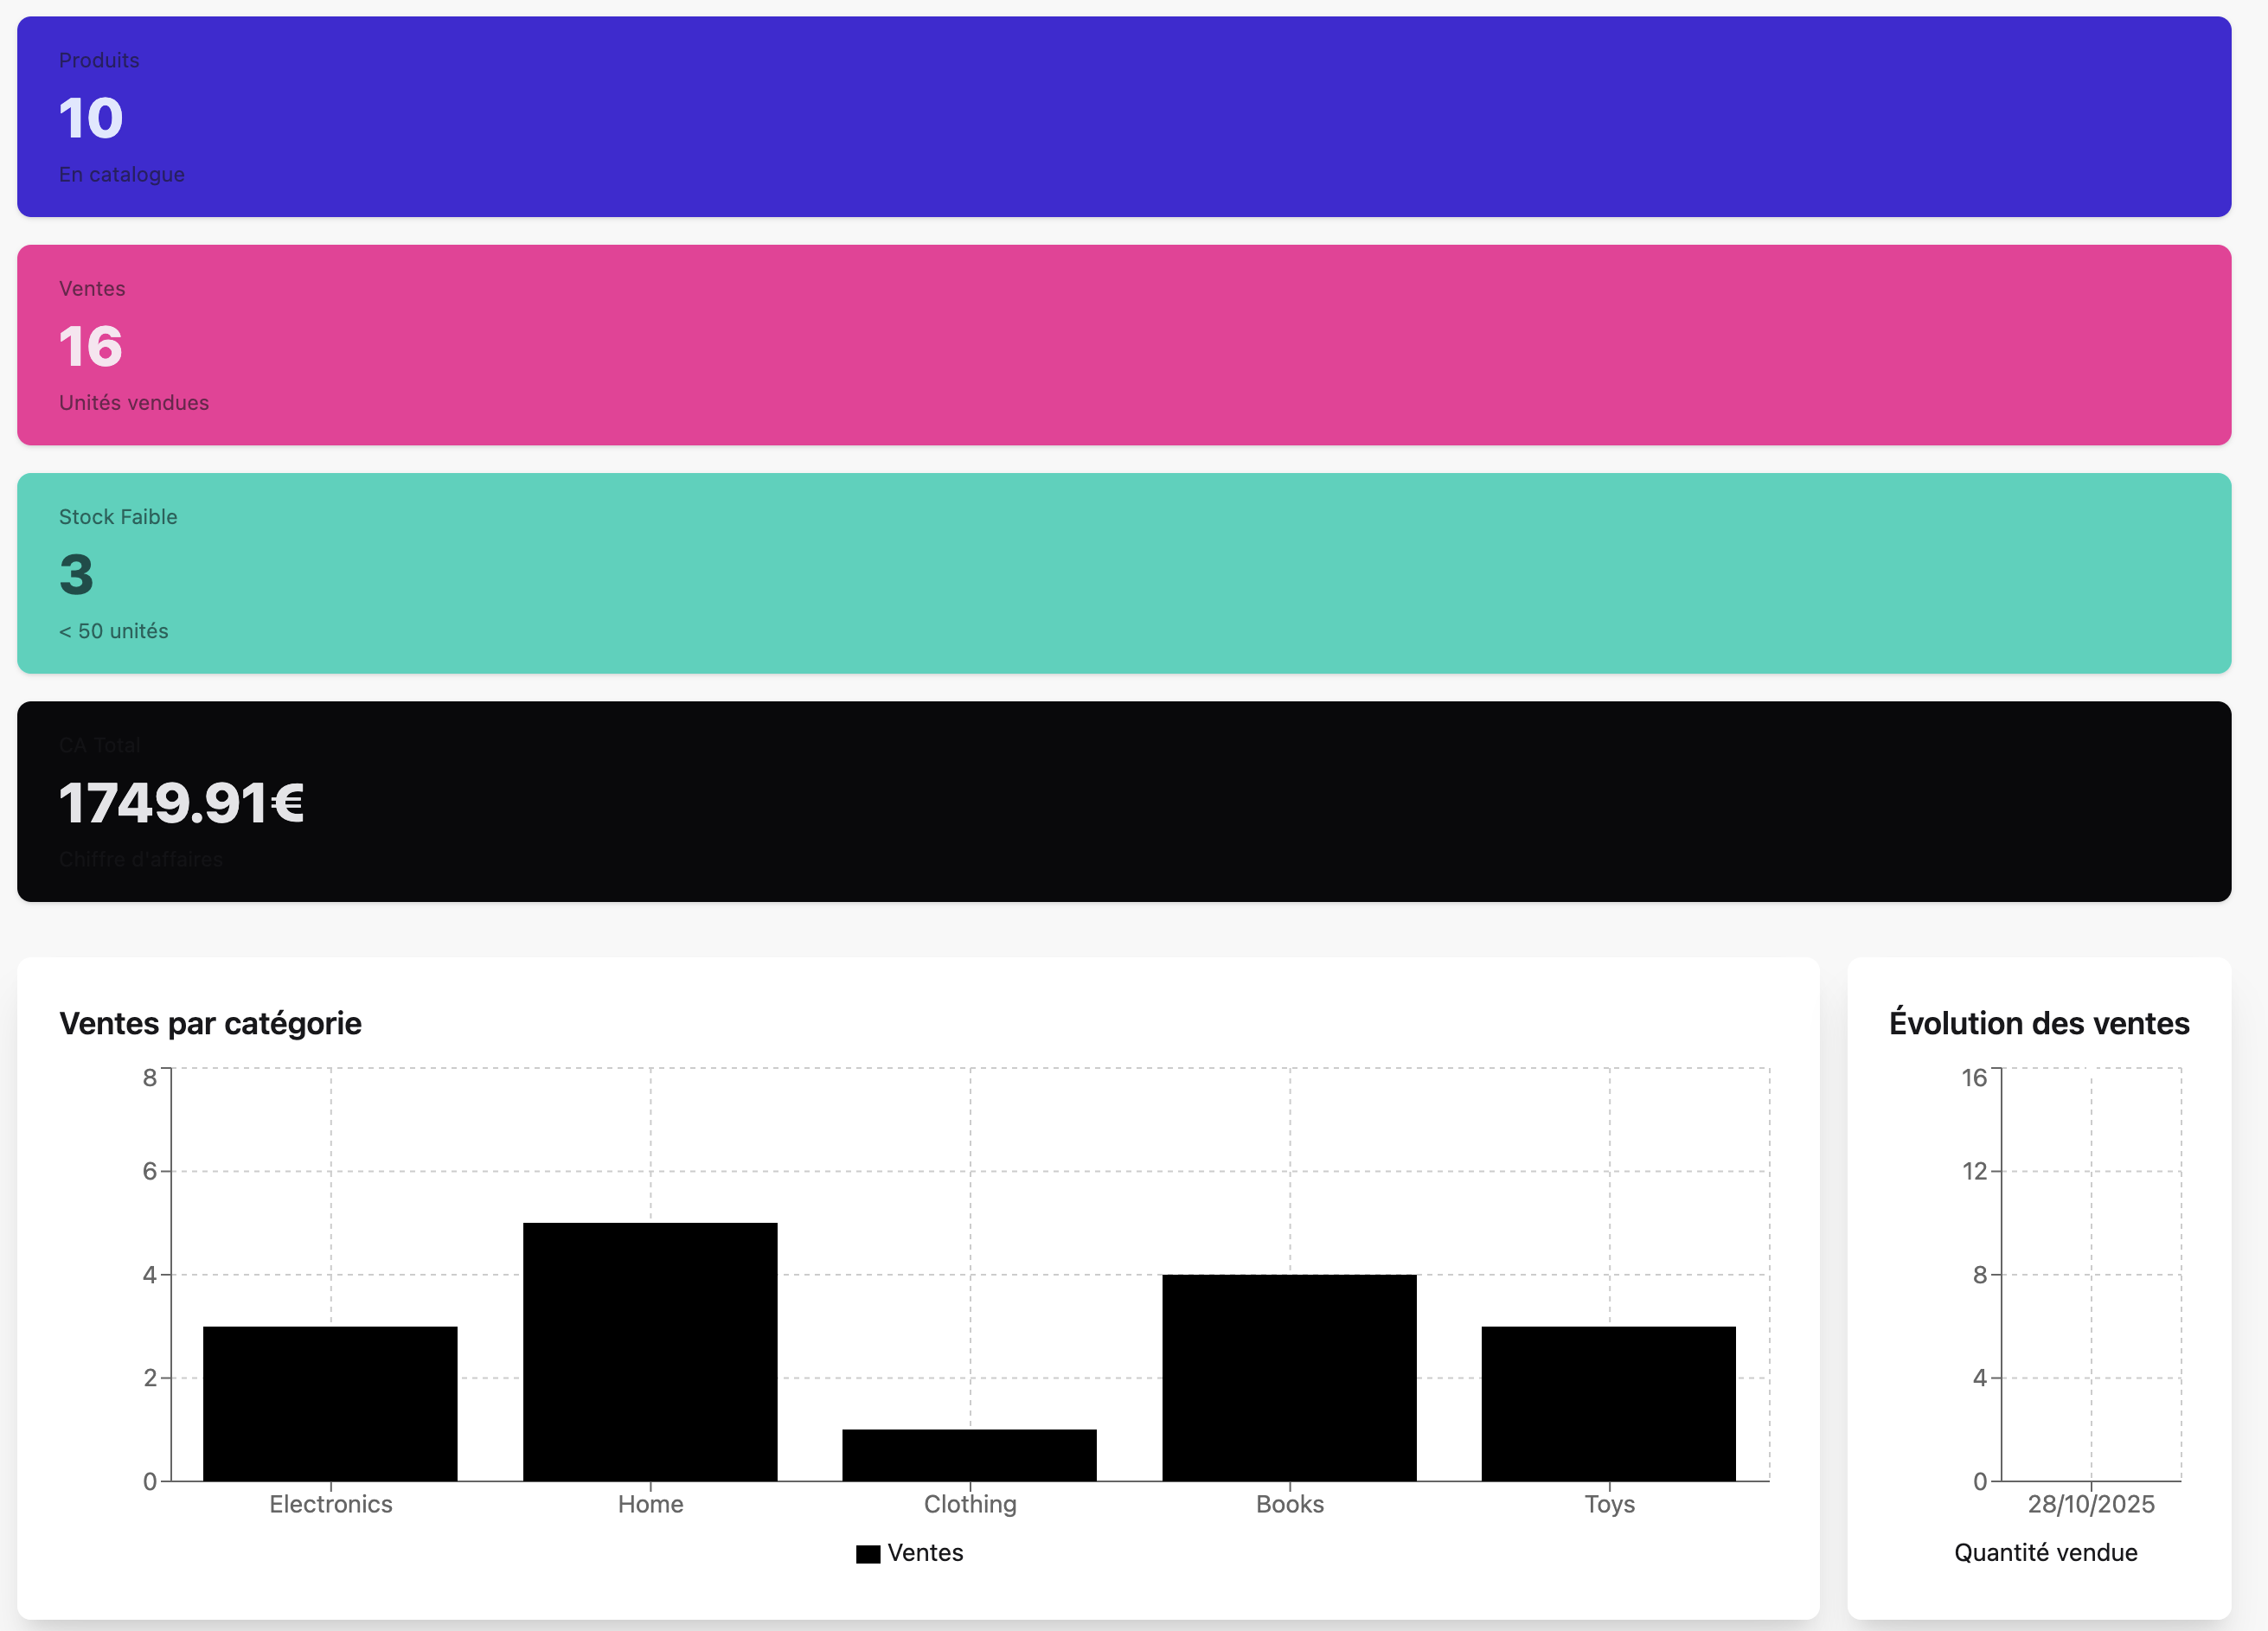 Produits
10
En catalogue
Ventes
16
Unités vendues
Stock Faible
3
< 50 unités
CA Total
1749.91€
Chiffre d'affaires
Ventes par catégorie
8
6
4
2
0
Electronics Home Clothing Books Toys
Ventes
Évolution des ventes
16
12
8
4
0
28/10/2025
Quantité vendue